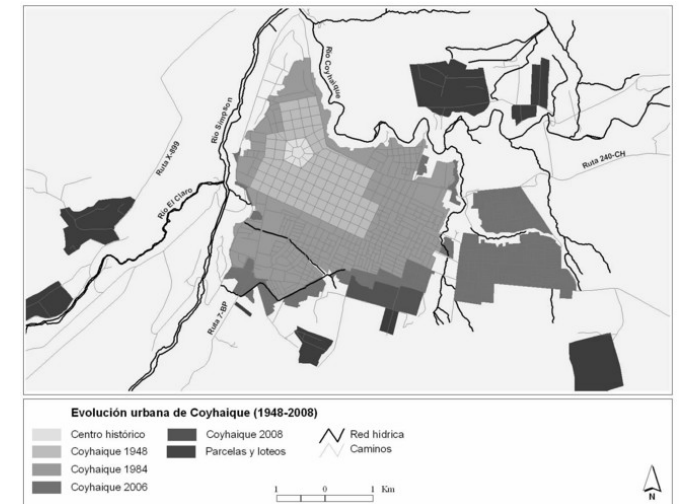 Río Coyhaique
Río Simpson
Ruta X-899
Ruta 240-CH
Río El Claro
Ruta 7-BP
Evolución urbana de Coyhaique (1948-2008)
Centro histórico
Coyhaique 1948
Coyhaique 1984
Coyhaique 2006
Coyhaique 2008
Parcelas y loteos
Red hídrica
Caminos
1 0 1 Km
N